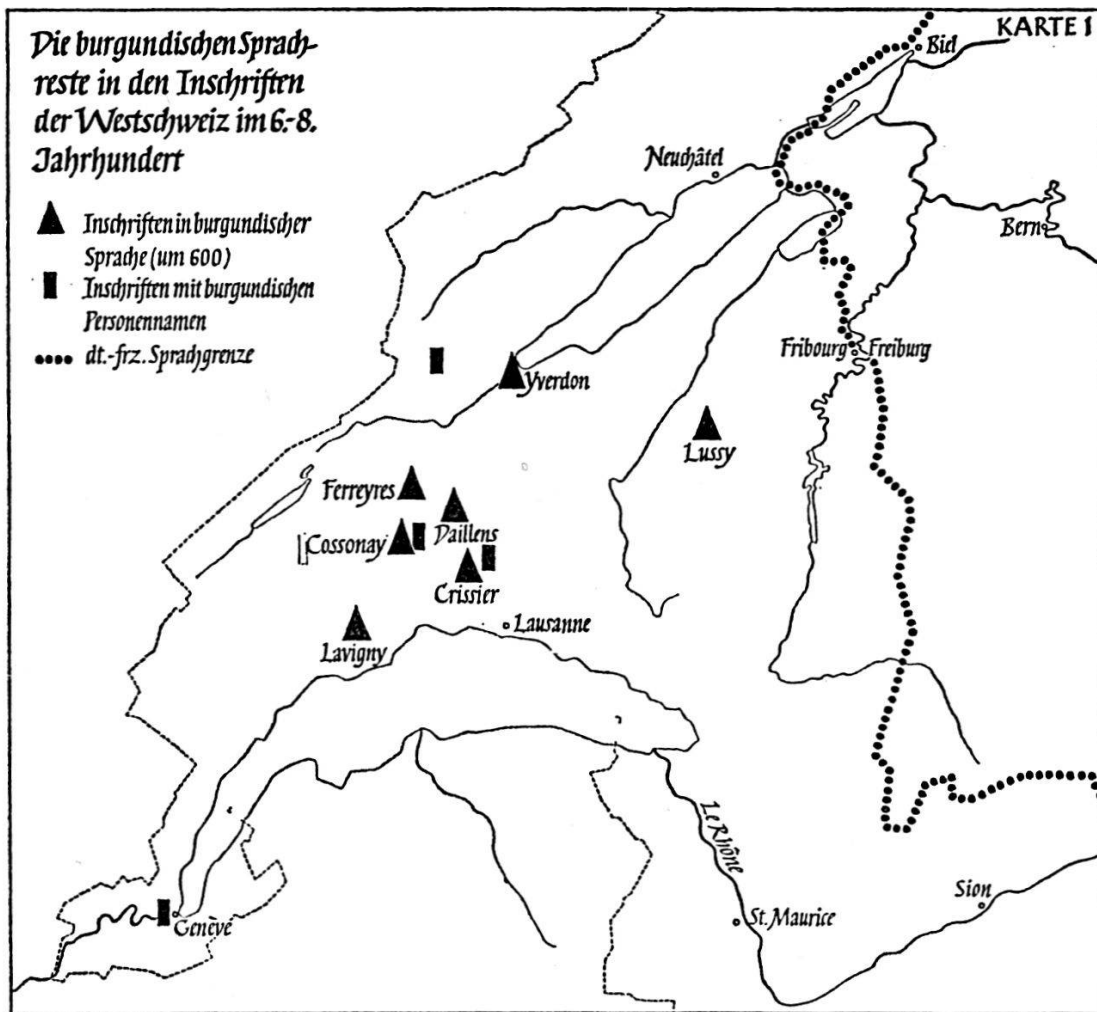 Die burgundischen Sprach-
reste in den Inschriften
der Westschweiz im 6.-8.
Jahrhundert
Inschriften in burgundischer
Sprache (um 600)
Inschriften mit burgundischen
Personennamen
dt.-frz. Sprachgrenze
KARTE 1
Biel
Neuchâtel
Bern
Fribourg Freiburg
Yverdon
Lussy
Ferreyres
Daillens
Cossonay
Crissier
Lausanne
Lavigny
Le Rhône
Sion
St. Maurice
Genève